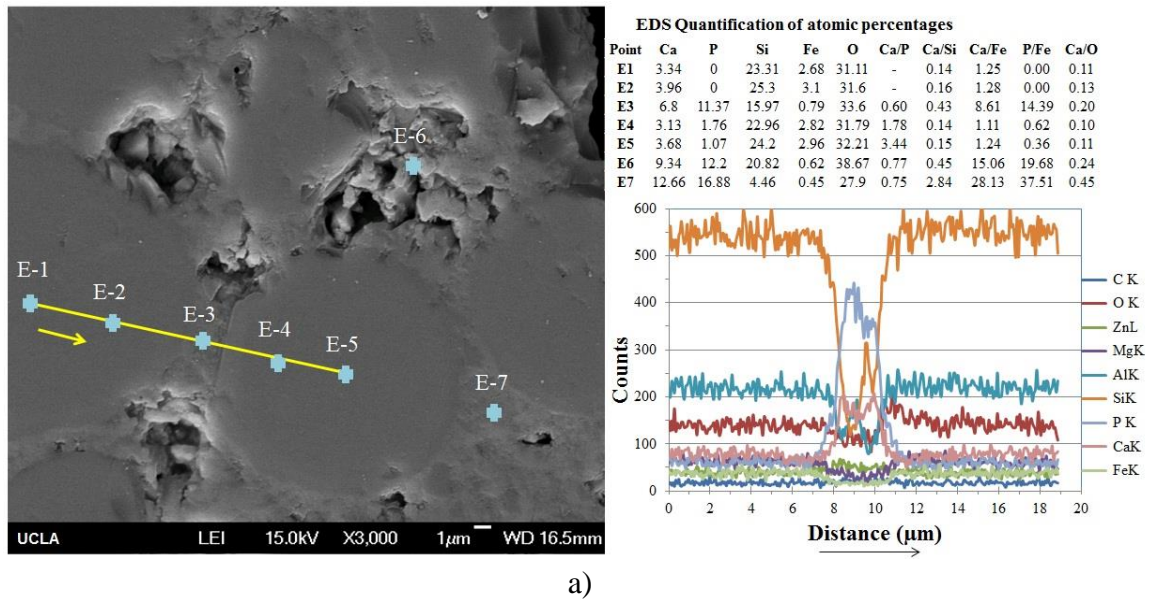 E-1
E-2
E-3
E-4
E-5
E-6
E-7
UCLA LEI 15.0kV X3,000 1µm WD 16.5mm
EDS Quantification of atomic percentages
Point Ca P Si Fe O Ca/P Ca/Si Ca/Fe P/Fe Ca/O
E1 3.34 0 23.31 2.68 31.11 - 0.14 1.25 0.00 0.11
E2 3.96 0 25.3 3.1 31.6 - 0.16 1.28 0.00 0.13
E3 6.8 11.37 15.97 0.79 33.6 0.60 0.43 8.61 14.39 0.20
E4 3.13 1.76 22.96 2.82 31.79 1.78 0.14 1.11 0.62 0.10
E5 3.68 1.07 24.2 2.96 32.21 3.44 0.15 1.24 0.36 0.11
E6 9.34 12.2 20.82 0.62 38.67 0.77 0.45 15.06 19.68 0.24
E7 12.66 16.88 4.46 0.45 27.9 0.75 2.84 28.13 37.51 0.45
600
500
400
300
200
100
0
Counts
0 2 4 6 8 10 12 14 16 18 20
Distance (µm)
C K
O K
ZnL
MgK
AlK
SiK
P K
CaK
FeK
a)